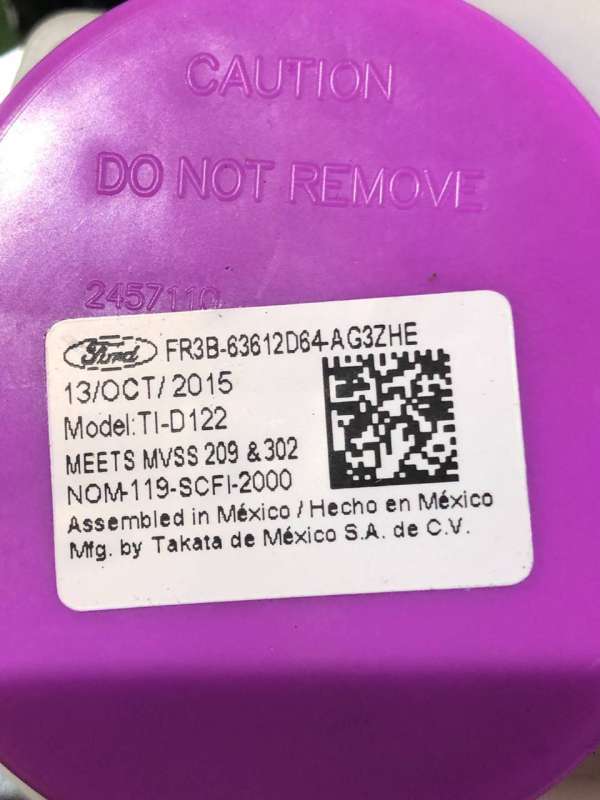 CAUTION
DO NOT REMOVE
2457110
Ford FR3B-63612D64-AG3ZHE
13/OCT/2015
Model:TI-D122
MEETS MVSS 209 & 302
NOM-119-SCFI-2000
Assembled in México / Hecho en México
Mfg. by Takata de México S.A. de C.V.